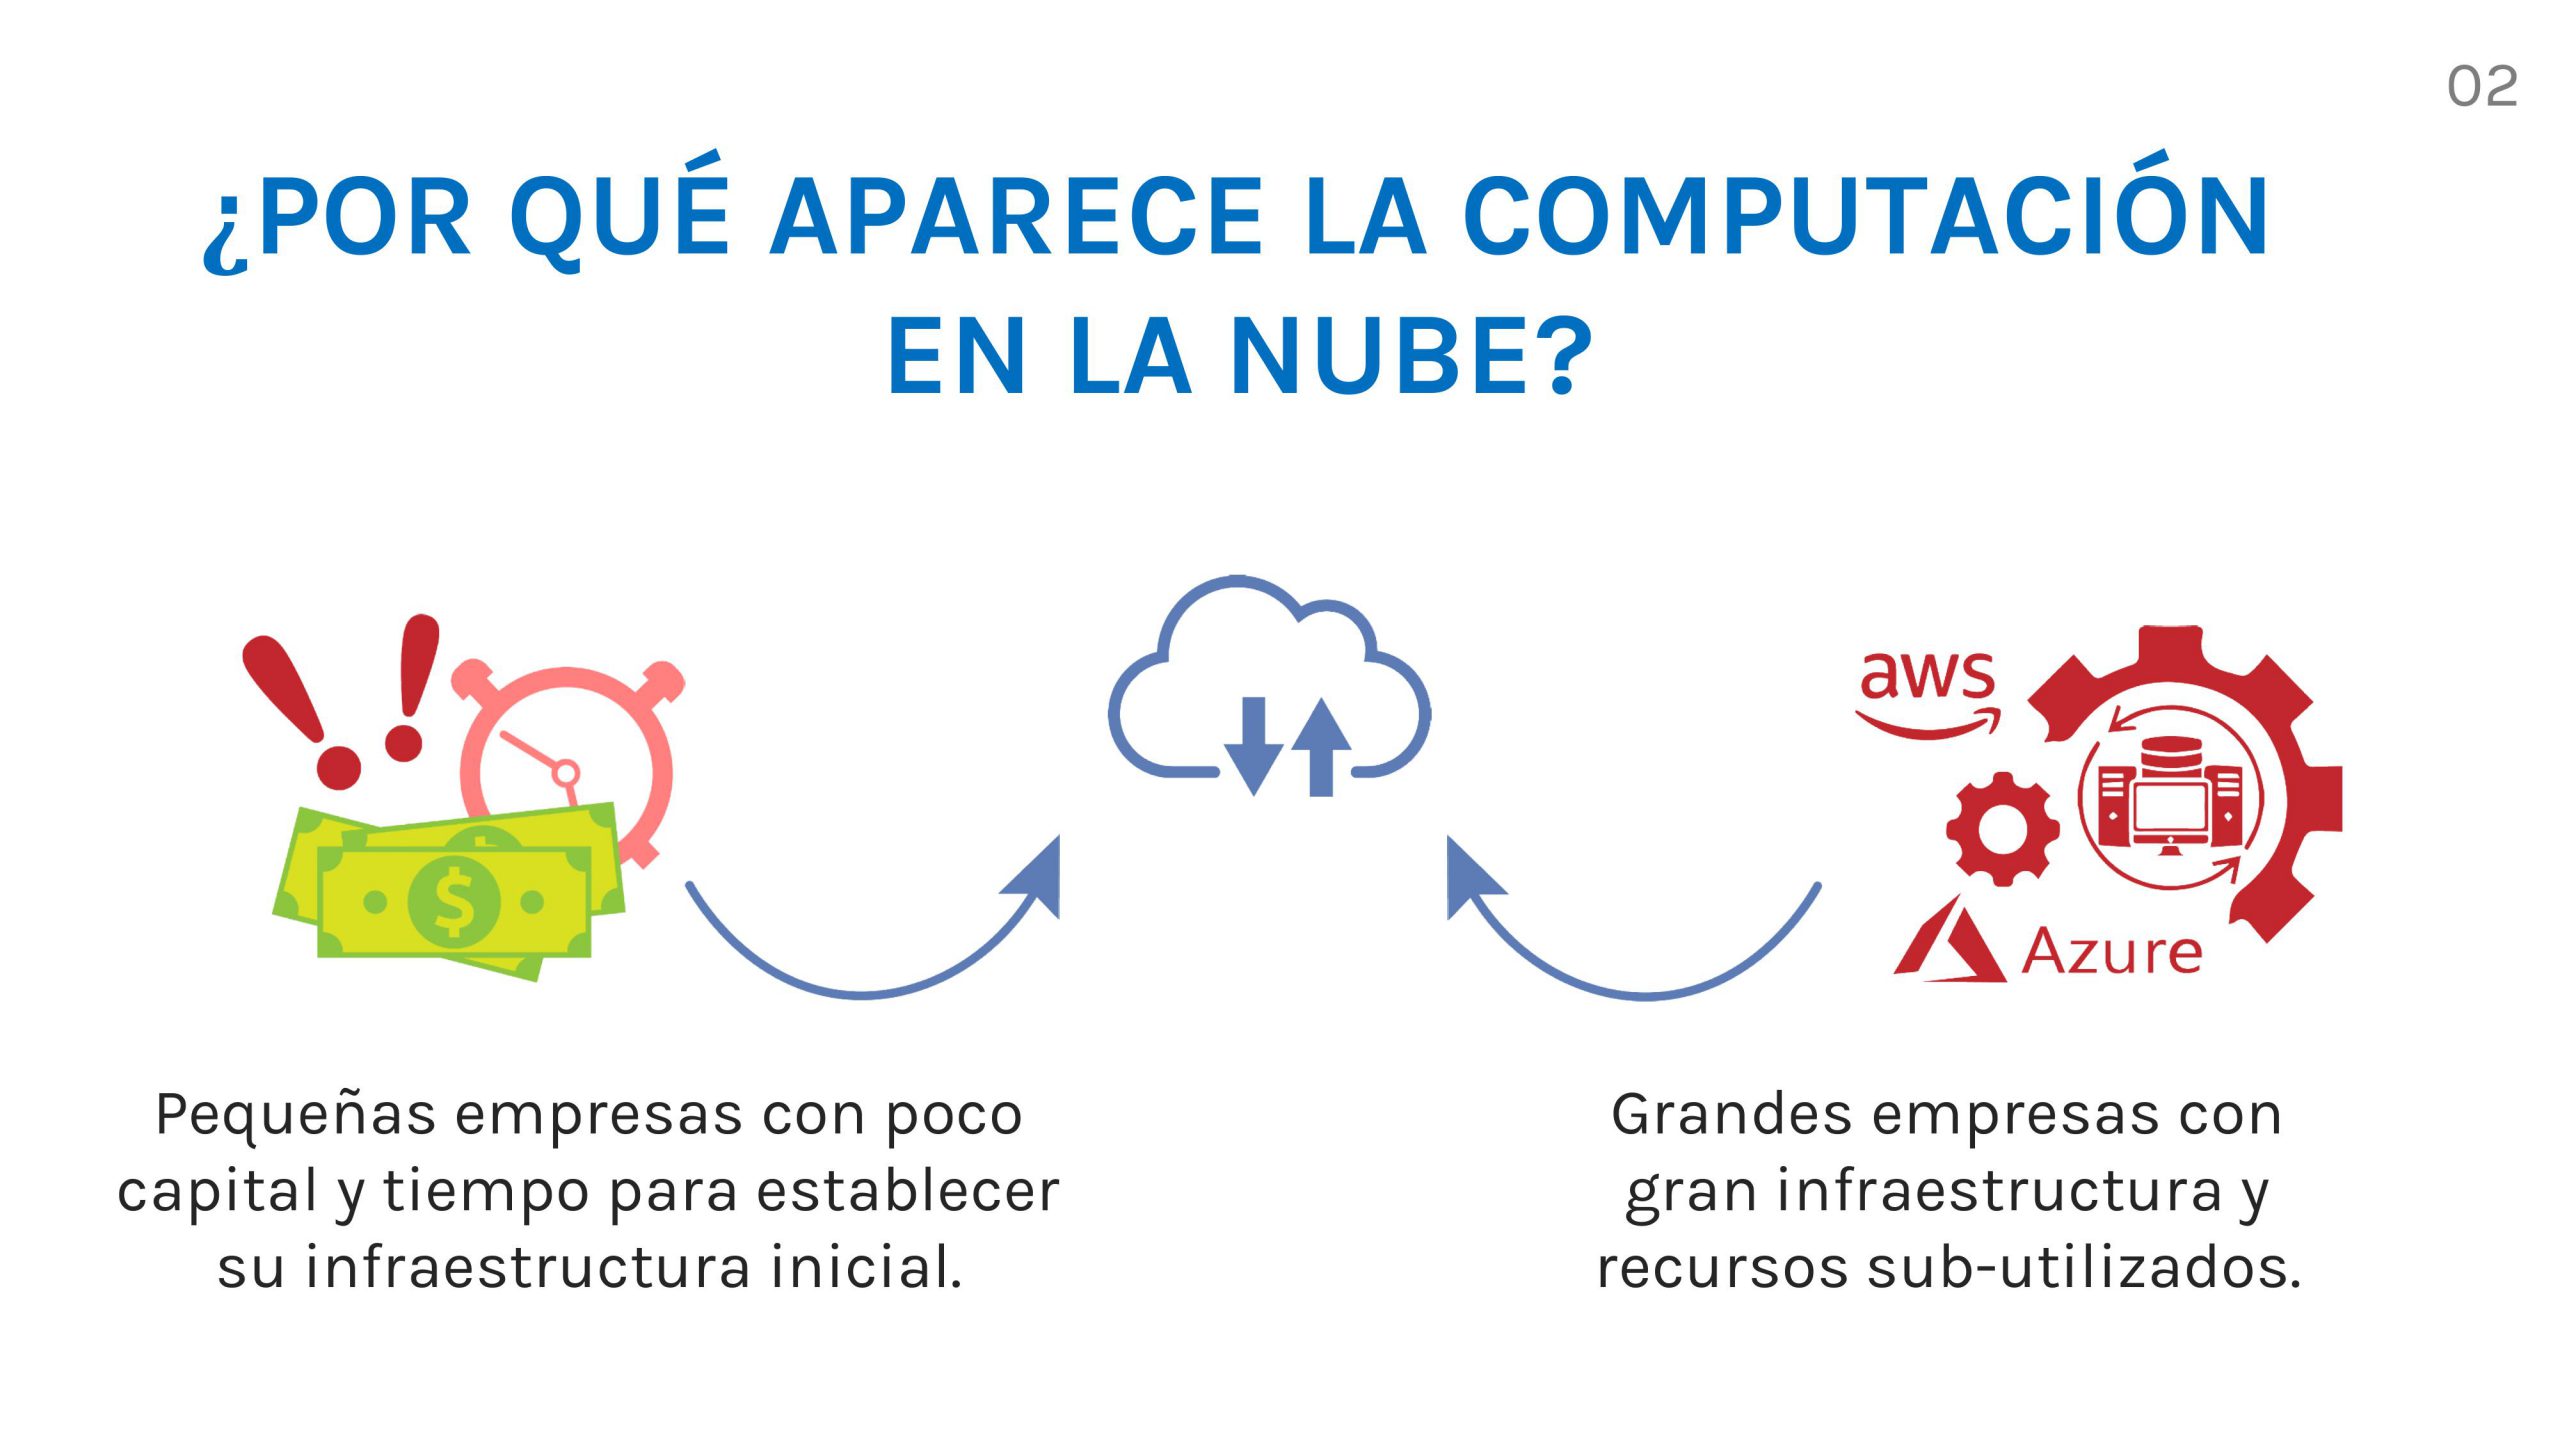 02
¿POR QUÉ APARECE LA COMPUTACIÓN
EN LA NUBE?
aws
Azure
$
Pequeñas empresas con poco
capital y tiempo para establecer
su infraestructura inicial.
Grandes empresas con
gran infraestructura y
recursos sub-utilizados.